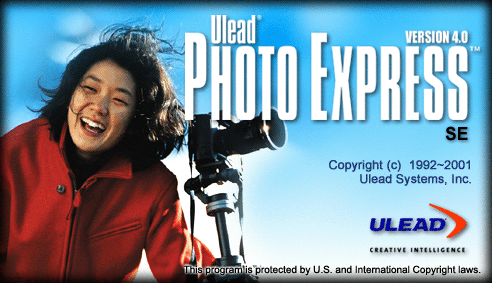 Ulead®
VERSION 4.0
PHOTO EXPRESS™
SE
Copyright (c) 1992~2001
Ulead Systems, Inc.
ULEAD
CREATIVE INTELLIGENCE
This program is protected by U.S. and International Copyright laws.